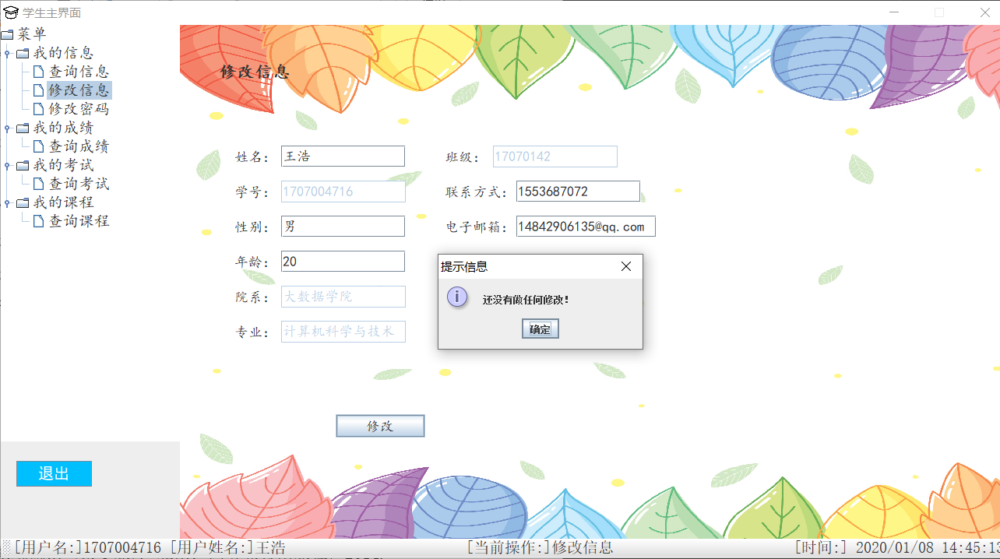 学生主界面
菜单
我的信息
查询信息
修改信息
修改密码
我的成绩
查询成绩
我的考试
查询考试
我的课程
查询课程
退出
修改信息
姓名： 王浩 班级： 17070142
学号： 1707004716 联系方式： 1553687072
性别： 男 电子邮箱： 14842906135@qq.com
年龄： 20
院系： 大数据学院
专业： 计算机科学与技术
提示信息
还没有做任何修改!
确定
修改
[用户名:]1707004716 [用户姓名:]王浩 [当前操作:]修改信息 [时间:] 2020/01/08 14:45:13